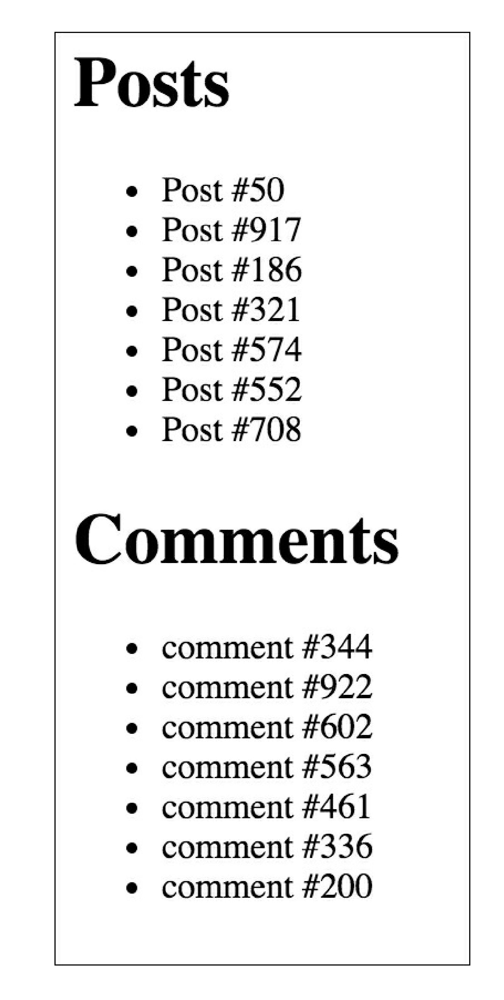 Posts
• Post #50
• Post #917
• Post #186
• Post #321
• Post #574
• Post #552
• Post #708
Comments
• comment #344
• comment #922
• comment #602
• comment #563
• comment #461
• comment #336
• comment #200